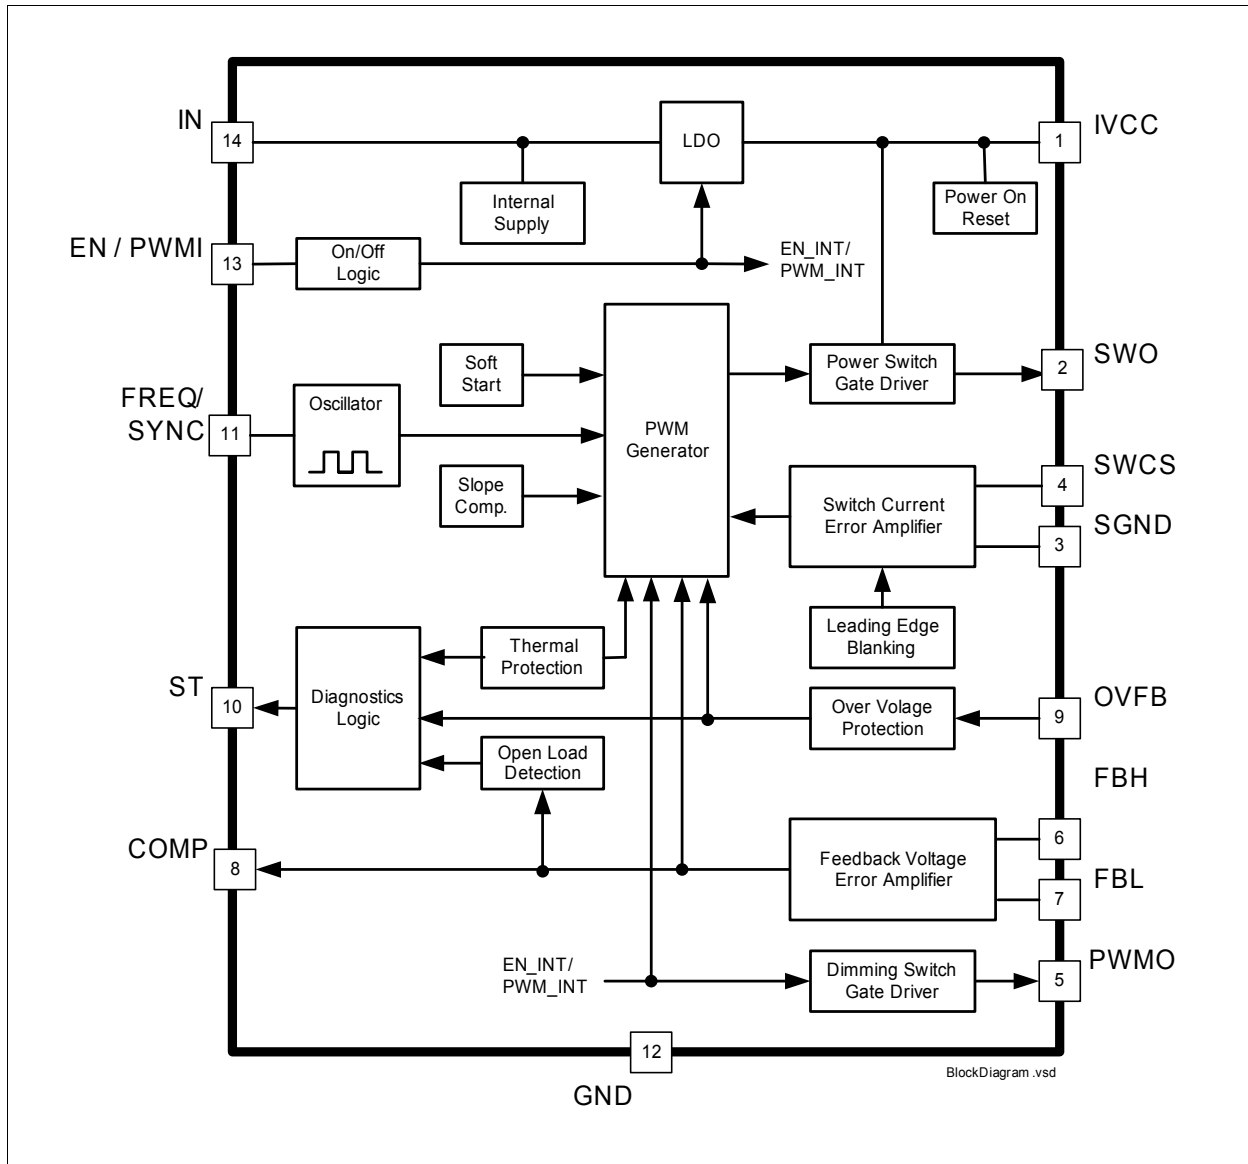 IN
14
LDO
1
IVCC
Internal
Supply
Power On
Reset
EN / PWMI
13
On/Off
Logic
EN_INT/
PWM_INT
Soft
Start
Power Switch
Gate Driver
2
SWO
FREQ/
SYNC
11
Oscillator
PWM
Generator
Slope
Comp.
Switch Current
Error Amplifier
4
SWCS
3
SGND
Leading Edge
Blanking
Thermal
Protection
ST
10
Diagnostics
Logic
Over Volage
Protection
9
OVFB
Open Load
Detection
FBH
COMP
8
Feedback Voltage
Error Amplifier
6
7
FBL
EN_INT/
PWM_INT
Dimming Switch
Gate Driver
5
PWMO
12
GND
BlockDiagram .vsd